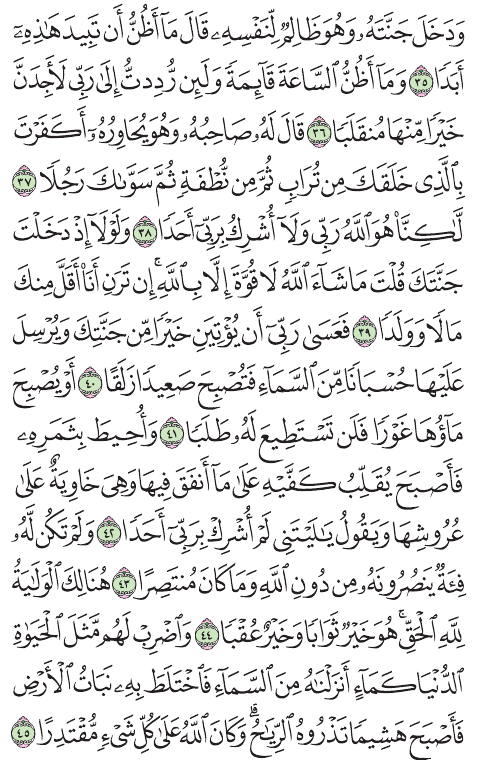 وَدَخَلَ جَنَّتَهُۥ وَهُوَ ظَالِمٌ لِّنَفْسِهِۦ قَالَ مَآ أَظُنُّ أَن تَبِيدَ هَٰذِهِۦٓ
أَبَدًا ٣٥ وَمَآ أَظُنُّ ٱلسَّاعَةَ قَآئِمَةً وَلَئِن رُّدِدتُّ إِلَىٰ رَبِّى لَأَجِدَنَّ
خَيْرًا مِّنْهَا مُنقَلَبًا ٣٦ قَالَ لَهُۥ صَاحِبُهُۥ وَهُوَ يُحَاوِرُهُۥٓ أَكَفَرْتَ
بِٱلَّذِى خَلَقَكَ مِن تُرَابٍ ثُمَّ مِن نُّطْفَةٍ ثُمَّ سَوَّىٰكَ رَجُلًا ٣٧
لَّٰكِنَّا۠ هُوَ ٱللَّهُ رَبِّى وَلَآ أُشْرِكُ بِرَبِّىٓ أَحَدًا ٣٨ وَلَوْلَآ إِذْ دَخَلْتَ
جَنَّتَكَ قُلْتَ مَا شَآءَ ٱللَّهُ لَا قُوَّةَ إِلَّا بِٱللَّهِۚ إِن تَرَنِ أَنَا۠ أَقَلَّ مِنكَ
مَالًا وَوَلَدًا ٣٩ فَعَسَىٰ رَبِّىٓ أَن يُؤْتِيَنِ خَيْرًا مِّن جَنَّتِكَ وَيُرْسِلَ
عَلَيْهَا حُسْبَانًا مِّنَ ٱلسَّمَآءِ فَتُصْبِحَ صَعِيدًا زَلَقًا ٤٠ أَوْ يُصْبِحَ
مَآؤُهَا غَوْرًا فَلَن تَسْتَطِيعَ لَهُۥ طَلَبًا ٤١ وَأُحِيطَ بِثَمَرِهِۦ
فَأَصْبَحَ يُقَلِّبُ كَفَّيْهِ عَلَىٰ مَآ أَنفَقَ فِيهَا وَهِىَ خَاوِيَةٌ عَلَىٰ
عُرُوشِهَا وَيَقُولُ يَٰلَيْتَنِى لَمْ أُشْرِكْ بِرَبِّىٓ أَحَدًا ٤٢ وَلَمْ تَكُن لَّهُۥ
فِئَةٌ يَنصُرُونَهُۥ مِن دُونِ ٱللَّهِ وَمَا كَانَ مُنتَصِرًا ٤٣ هُنَالِكَ ٱلْوَلَٰيَةُ
لِلَّهِ ٱلْحَقِّۚ هُوَ خَيْرٌ ثَوَابًا وَخَيْرٌ عُقْبًا ٤٤ وَٱضْرِبْ لَهُم مَّثَلَ ٱلْحَيَوٰةِ
ٱلدُّنْيَا كَمَآءٍ أَنزَلْنَٰهُ مِنَ ٱلسَّمَآءِ فَٱخْتَلَطَ بِهِۦ نَبَاتُ ٱلْأَرْضِ
فَأَصْبَحَ هَشِيمًا تَذْرُوهُ ٱلرِّيَٰحُۗ وَكَانَ ٱللَّهُ عَلَىٰ كُلِّ شَىْءٍ مُّقْتَدِرًا ٤٥